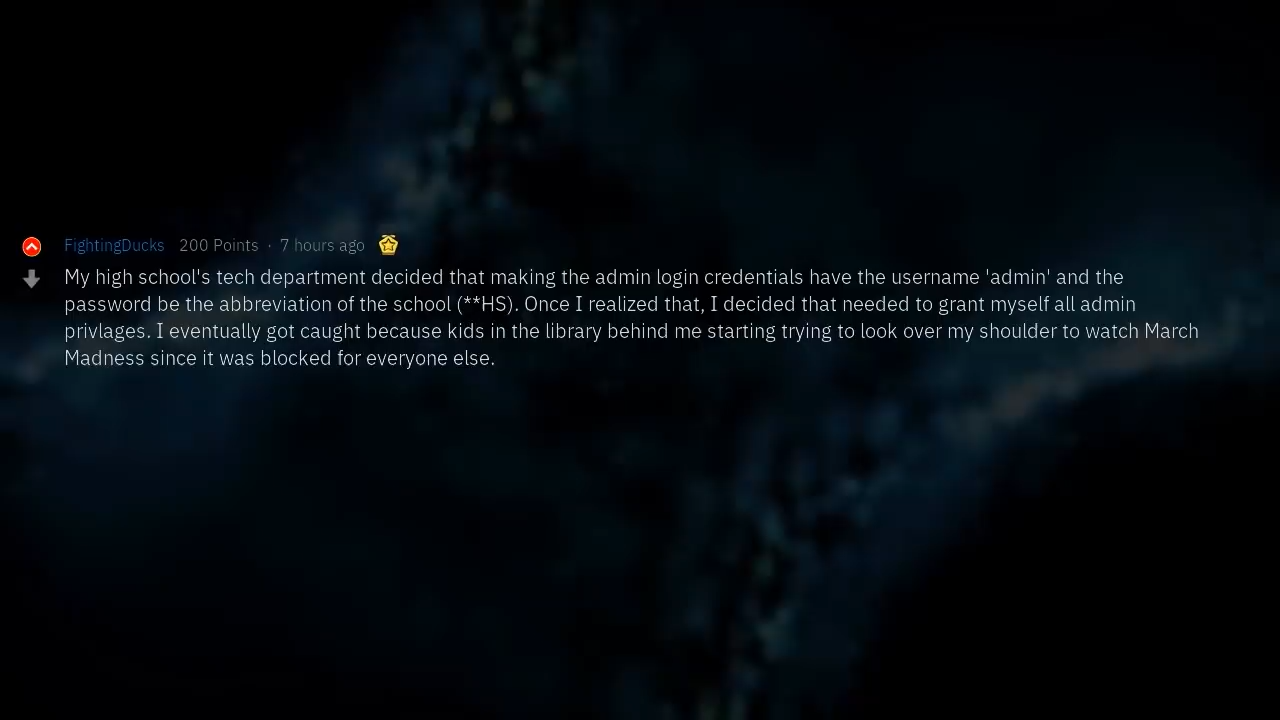 FightingDucks 200 Points · 7 hours ago
My high school's tech department decided that making the admin login credentials have the username 'admin' and the
password be the abbreviation of the school (**HS). Once I realized that, I decided that needed to grant myself all admin
privlages. I eventually got caught because kids in the library behind me starting trying to look over my shoulder to watch March
Madness since it was blocked for everyone else.